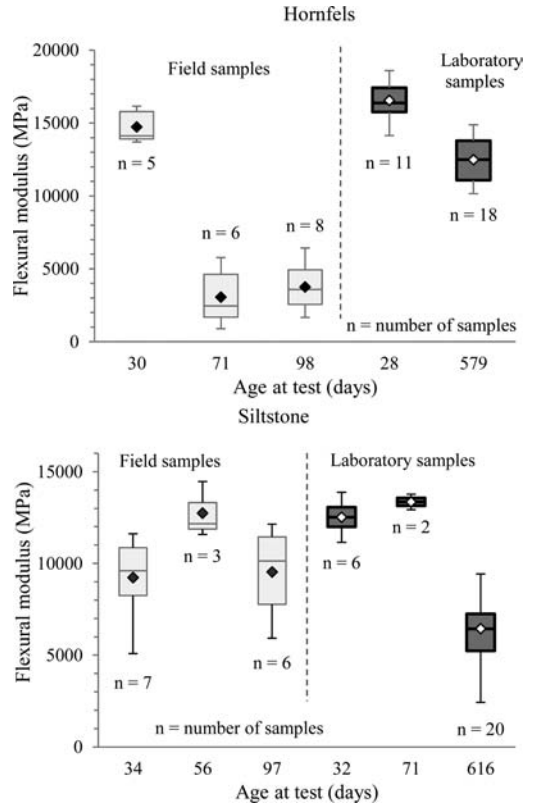 Hornfels
Flexural modulus (MPa)
20000
15000
10000
5000
0
Field samples
Laboratory
samples
n = 5
n = 6
n = 8
n = 11
n = 18
n = number of samples
30
71
98
28
579
Age at test (days)
Siltstone
Flexural modulus (MPa)
15000
10000
5000
0
Field samples
Laboratory samples
n = 7
n = 3
n = 6
n = 6
n = 2
n = 20
n = number of samples
34
56
97
32
71
616
Age at test (days)